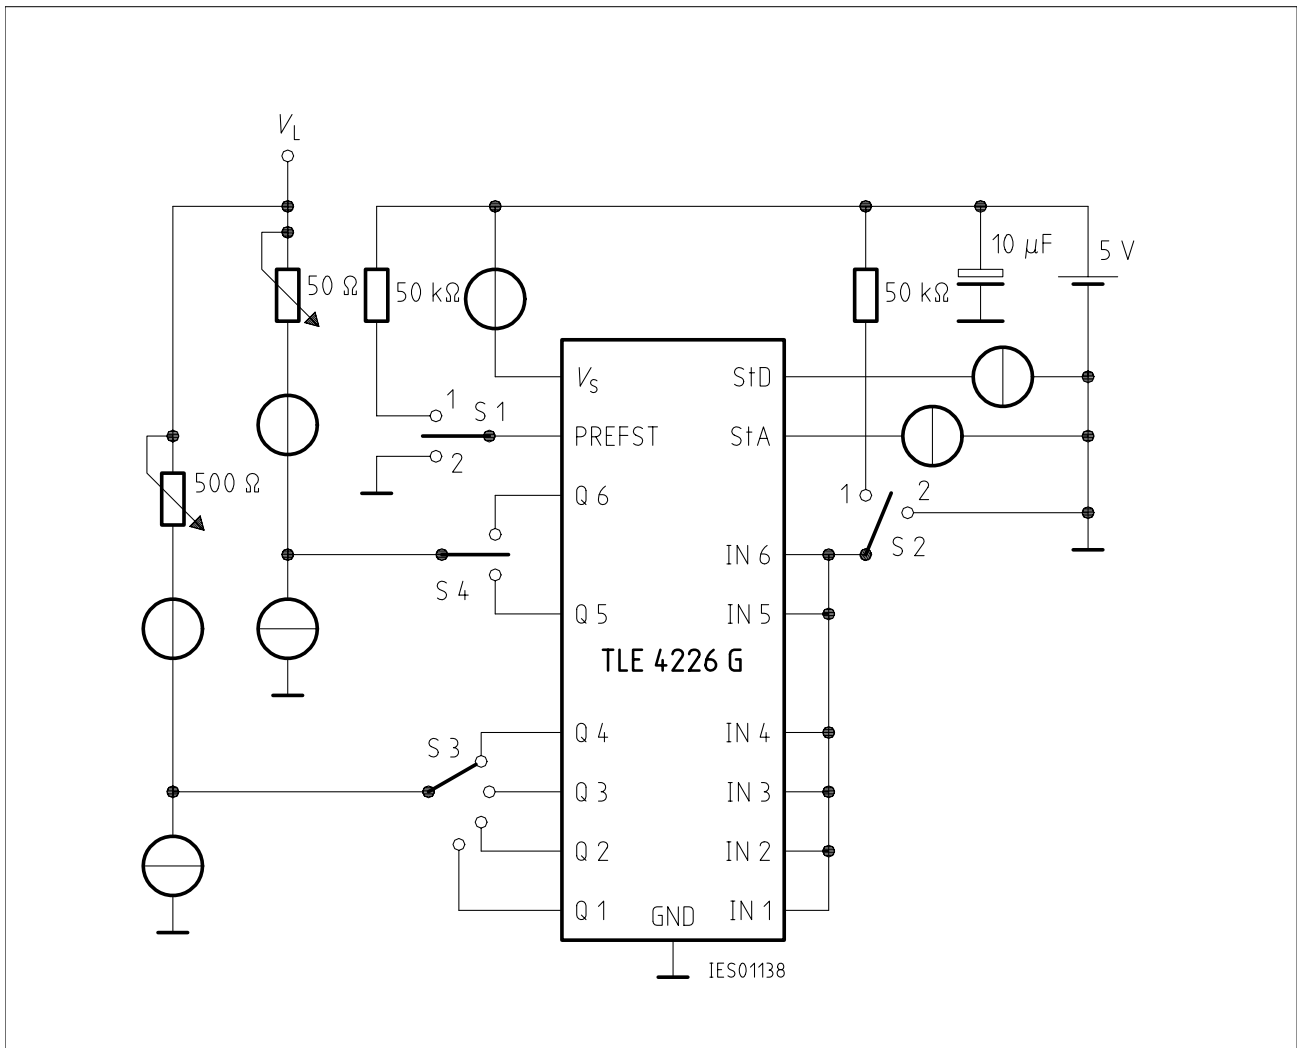 V_L
10 µF
5 V
50 Ω
50 kΩ
50 kΩ
V_S
StD
1
S 1
PREFST
StA
2
500 Ω
Q 6
1
2
S 2
IN 6
S 4
Q 5
IN 5
TLE 4226 G
S 3
Q 4
IN 4
Q 3
IN 3
Q 2
IN 2
Q 1
GND
IN 1
IES01138